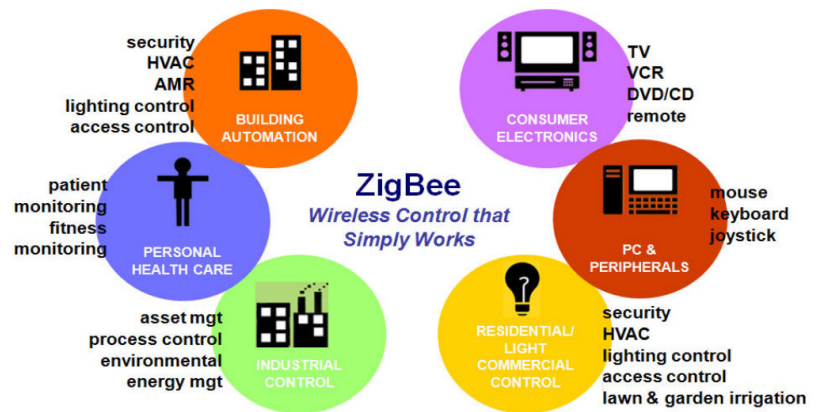 security
HVAC
AMR
lighting control
access control
BUILDING
AUTOMATION
TV
VCR
DVD/CD
remote
CONSUMER
ELECTRONICS
patient
monitoring
fitness
monitoring
PERSONAL
HEALTH CARE
ZigBee
Wireless Control that
Simply Works
mouse
keyboard
joystick
PC &
PERIPHERALS
asset mgt
process control
environmental
energy mgt
INDUSTRIAL
CONTROL
RESIDENTIAL/
LIGHT
COMMERCIAL
CONTROL
security
HVAC
lighting control
access control
lawn & garden irrigation